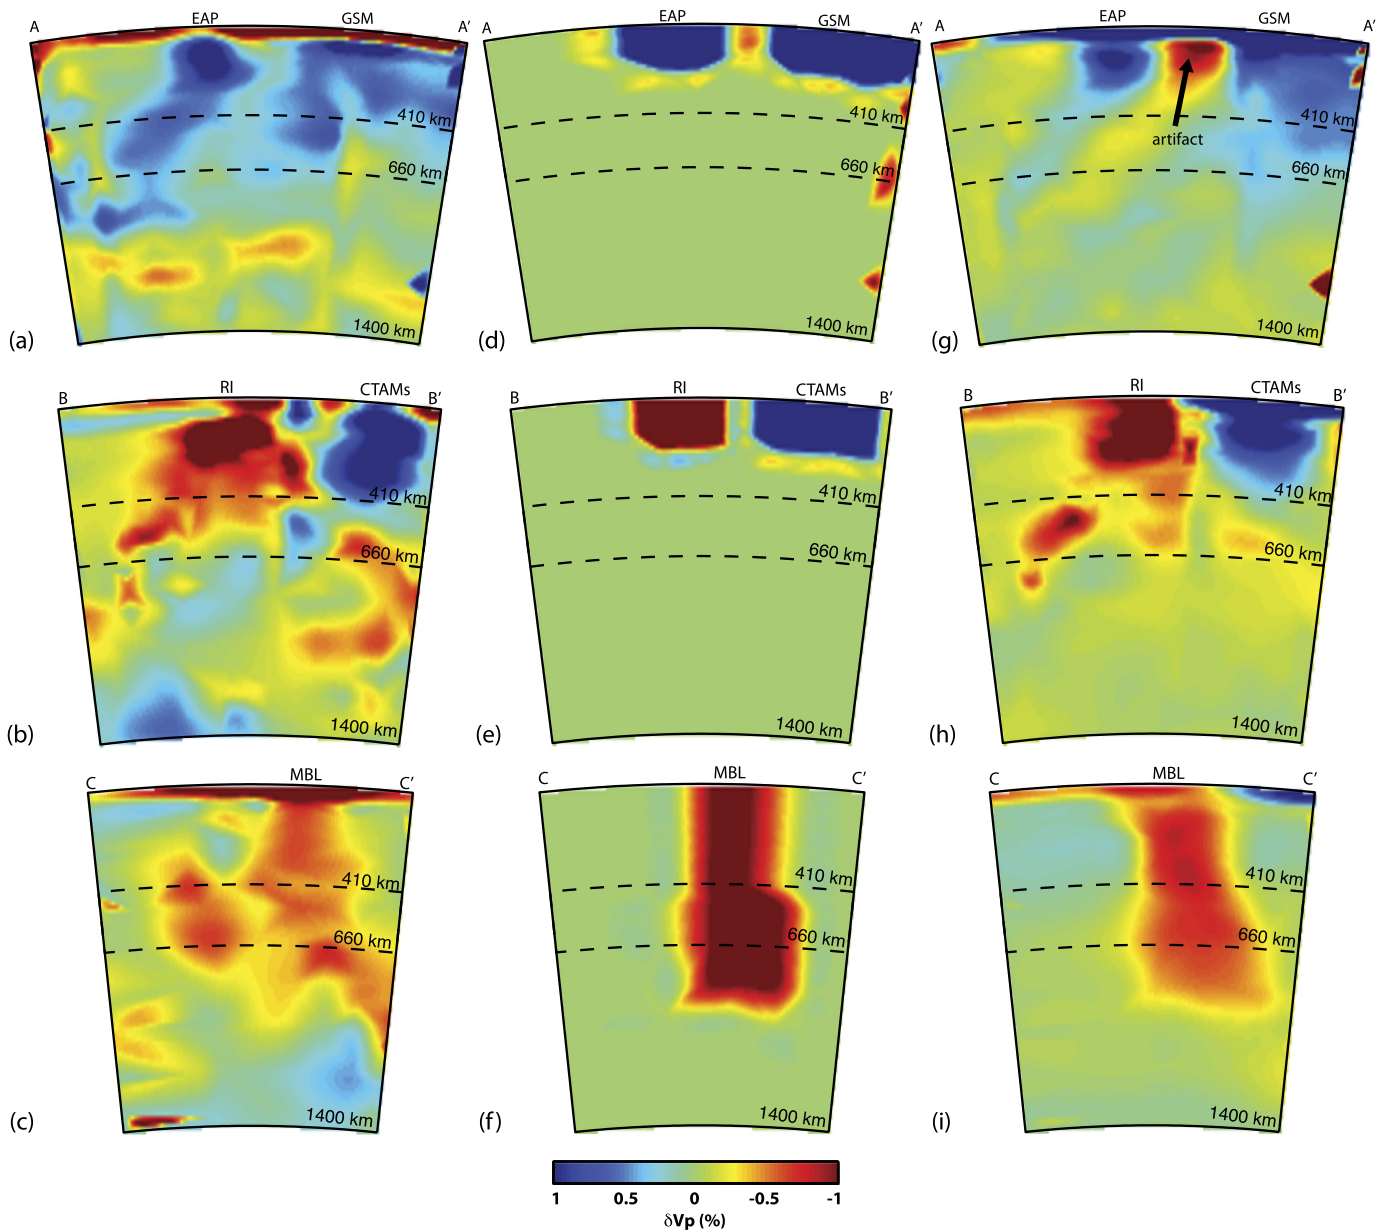 A EAP GSM A'
410 km
660 km
1400 km
(a)
A EAP GSM A'
410 km
660 km
1400 km
(d)
A EAP GSM A'
artifact
410 km
660 km
1400 km
(g)
B RI CTAMs B'
410 km
660 km
1400 km
(b)
B RI CTAMs B'
410 km
660 km
1400 km
(e)
B RI CTAMs B'
410 km
660 km
1400 km
(h)
C MBL C'
410 km
660 km
1400 km
(c)
C MBL C'
410 km
660 km
1400 km
(f)
C MBL C'
410 km
660 km
1400 km
(i)
1 0.5 0 -0.5 -1
δVp (%)